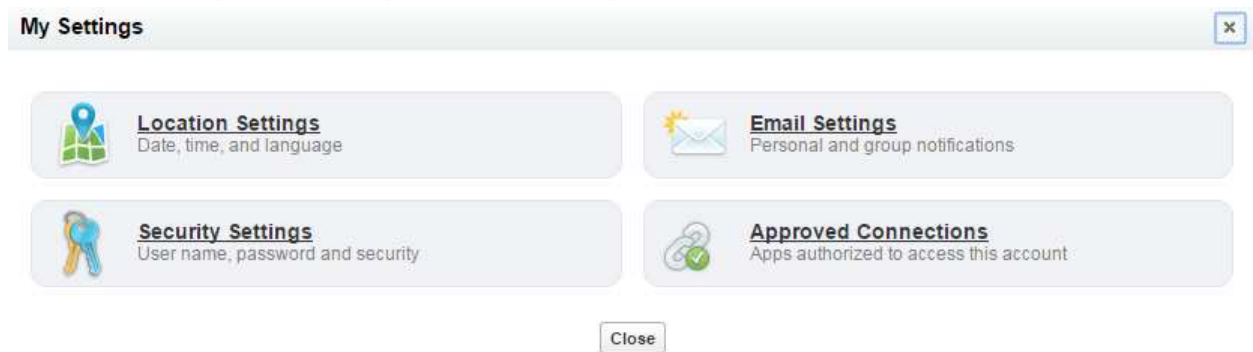 My Settings
Location Settings
Date, time, and language
Email Settings
Personal and group notifications
Security Settings
User name, password and security
Approved Connections
Apps authorized to access this account
Close